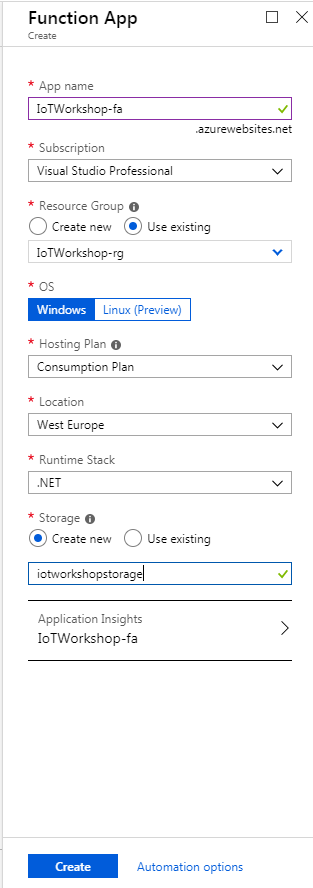 Function App
Create
* App name
IoTWorkshop-fa
.azurewebsites.net
* Subscription
Visual Studio Professional
* Resource Group
Create new Use existing
IoTWorkshop-rg
* OS
Windows Linux (Preview)
* Hosting Plan
Consumption Plan
* Location
West Europe
* Runtime Stack
.NET
* Storage
Create new Use existing
iotworkshopstorage
Application Insights
IoTWorkshop-fa
Create Automation options